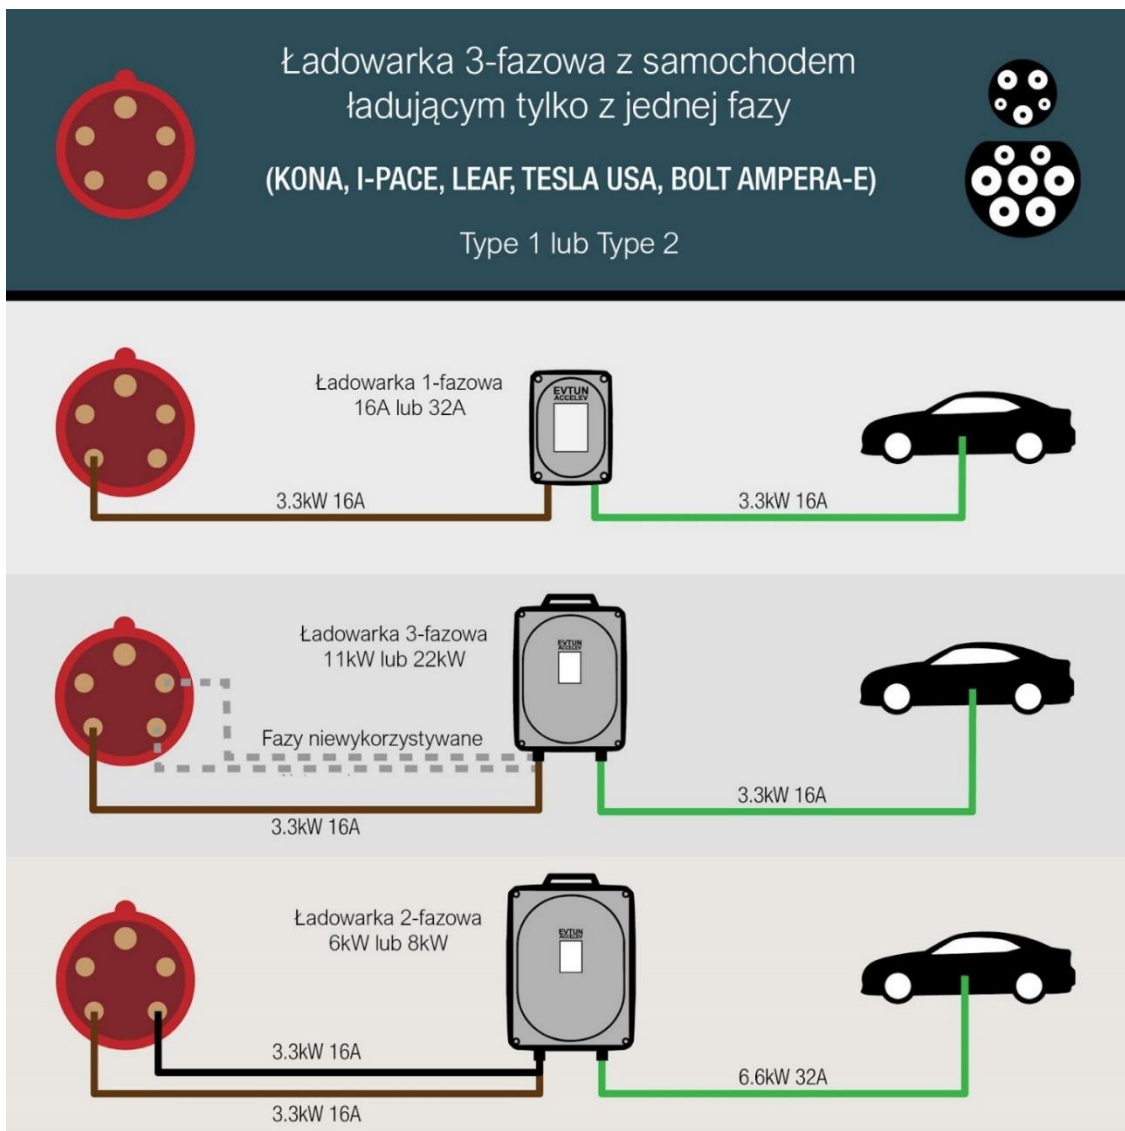 Ładowarka 3-fazowa z samochodem
ładującym tylko z jednej fazy
(KONA, I-PACE, LEAF, TESLA USA, BOLT AMPERA-E)
Type 1 lub Type 2
Ładowarka 1-fazowa
16A lub 32A
EVTUN
ACCELEV
3.3kW 16A
3.3kW 16A
Ładowarka 3-fazowa
11kW lub 22kW
EVTUN
ACCELEV
Fazy niewykorzystywane
3.3kW 16A
3.3kW 16A
Ładowarka 2-fazowa
6kW lub 8kW
EVTUN
ACCELEV
3.3kW 16A
6.6kW 32A
3.3kW 16A